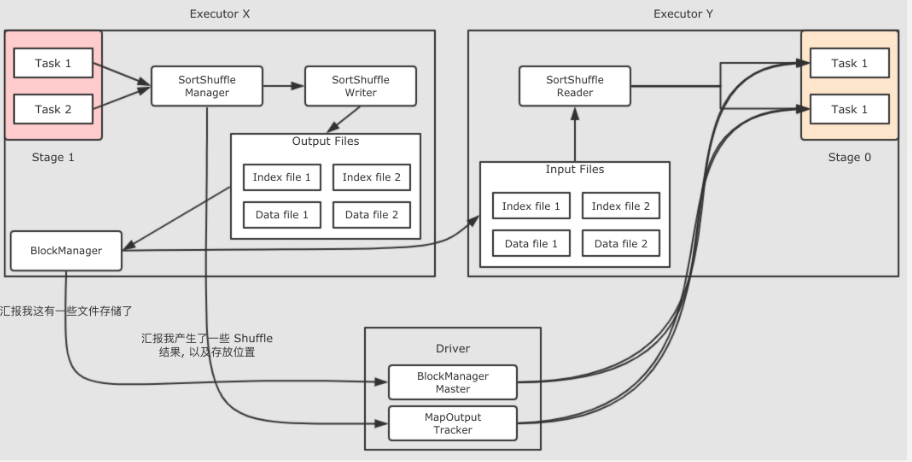 Executor X
Executor Y
Task 1
Task 2
Stage 1
SortShuffle
Manager
SortShuffle
Writer
Output Files
Index file 1
Index file 2
Data file 1
Data file 2
BlockManager
SortShuffle
Reader
Input Files
Index file 1
Index file 2
Data file 1
Data file 2
Task 1
Task 1
Stage 0
汇报我这有一些文件存储了
汇报我产生了一些 Shuffle
结果, 以及存放位置
Driver
BlockManager
Master
MapOutput
Tracker